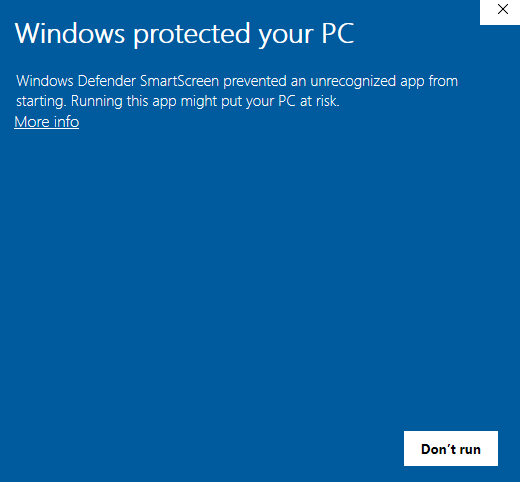 Windows protected your PC
Windows Defender SmartScreen prevented an unrecognized app from
starting. Running this app might put your PC at risk.
More info
Don't run